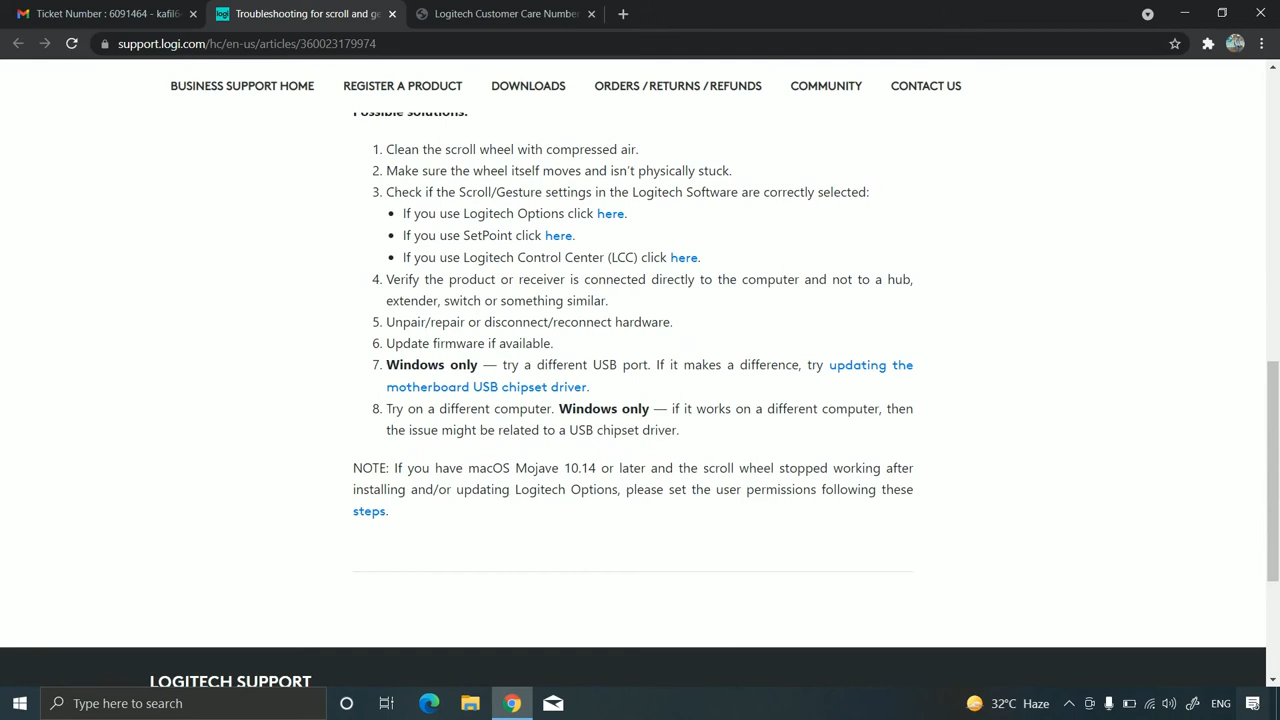 Ticket Number : 6091464 - kafil6
Troubleshooting for scroll and ge
Logitech Customer Care Number
support.logi.com/hc/en-us/articles/360023179974
BUSINESS SUPPORT HOME REGISTER A PRODUCT DOWNLOADS ORDERS / RETURNS / REFUNDS COMMUNITY CONTACT US
Possible solutions:
1. Clean the scroll wheel with compressed air.
2. Make sure the wheel itself moves and isn't physically stuck.
3. Check if the Scroll/Gesture settings in the Logitech Software are correctly selected:
• If you use Logitech Options click here.
• If you use SetPoint click here.
• If you use Logitech Control Center (LCC) click here.
4. Verify the product or receiver is connected directly to the computer and not to a hub,
extender, switch or something similar.
5. Unpair/repair or disconnect/reconnect hardware.
6. Update firmware if available.
7. Windows only — try a different USB port. If it makes a difference, try updating the
motherboard USB chipset driver.
8. Try on a different computer. Windows only — if it works on a different computer, then
the issue might be related to a USB chipset driver.
NOTE: If you have macOS Mojave 10.14 or later and the scroll wheel stopped working after
installing and/or updating Logitech Options, please set the user permissions following these
steps.
LOGITECH SUPPORT
Type here to search
32°C Haze
ENG